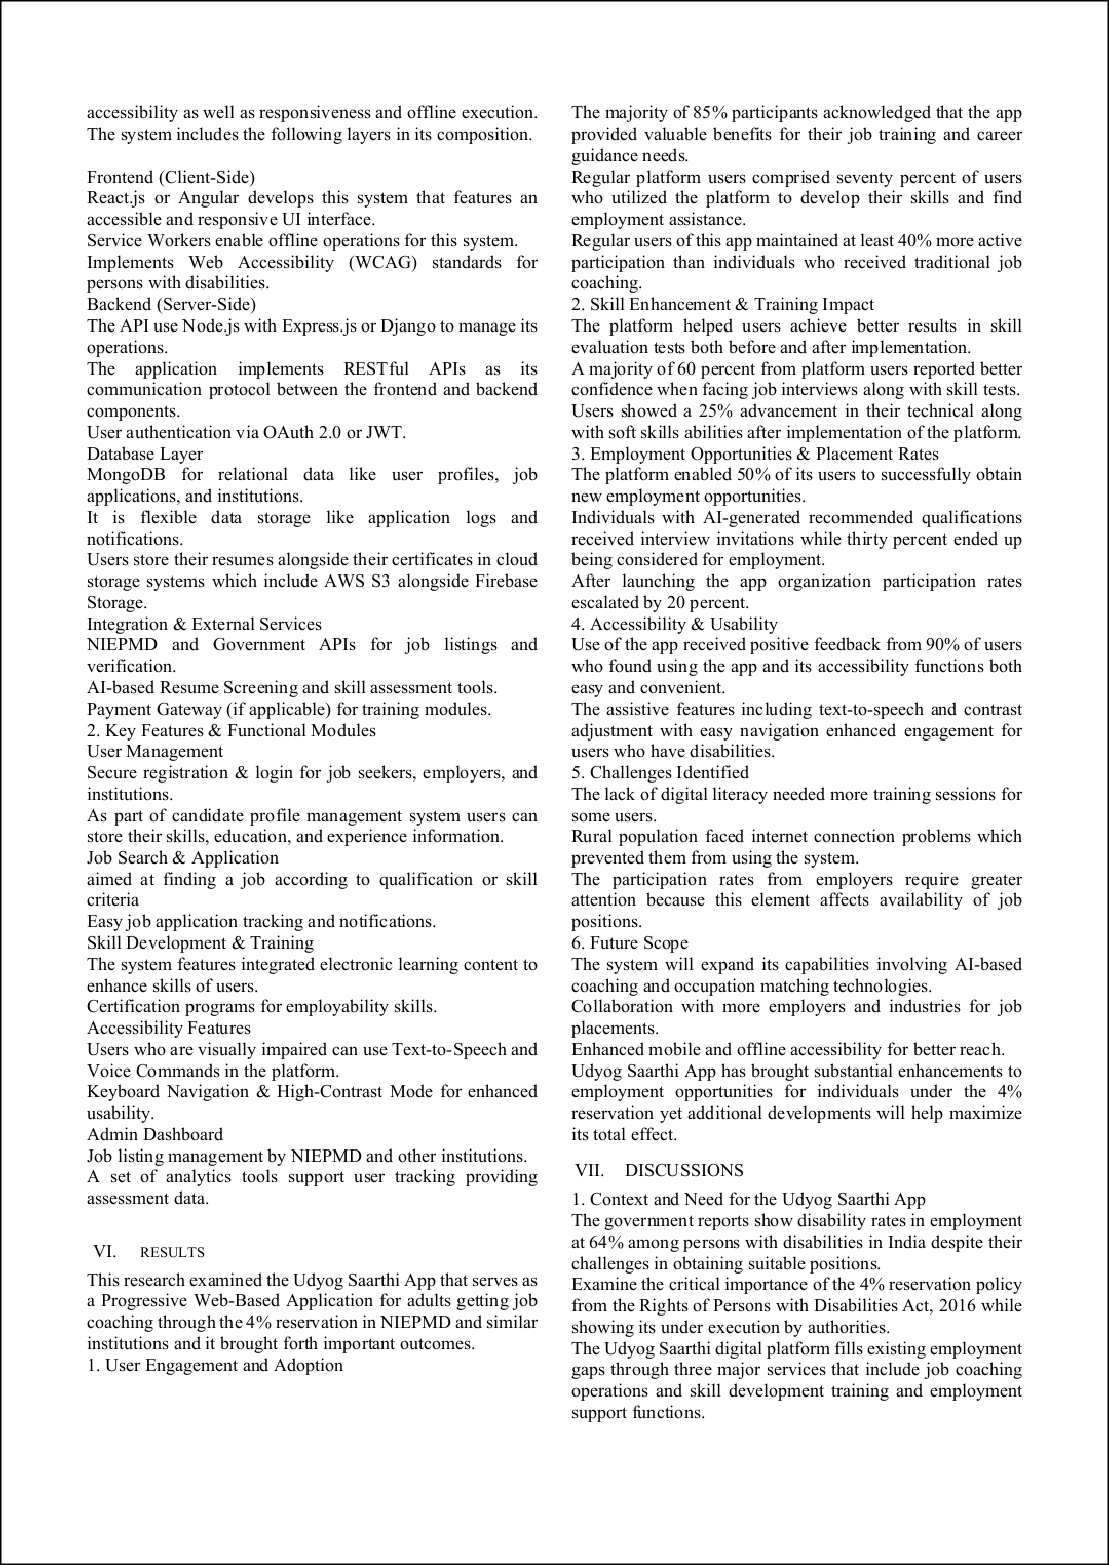 accessibility as well as responsiveness and offline execution.
The system includes the following layers in its composition.
Frontend (Client-Side)
React.js or Angular develops this system that features an
accessible and responsive UI interface.
Service Workers enable offline operations for this system.
Implements Web Accessibility (WCAG) standards for
persons with disabilities.
Backend (Server-Side)
The API use Node.js with Express.js or Django to manage its
operations.
The application implements RESTful APIs as its
communication protocol between the frontend and backend
components.
User authentication via OAuth 2.0 or JWT.
Database Layer
MongoDB for relational data like user profiles, job
applications, and institutions.
It is flexible data storage like application logs and
notifications.
Users store their resumes alongside their certificates in cloud
storage systems which include AWS S3 alongside Firebase
Storage.
Integration & External Services
NIEPMD and Government APIs for job listings and
verification.
AI-based Resume Screening and skill assessment tools.
Payment Gateway (if applicable) for training modules.
2. Key Features & Functional Modules
User Management
Secure registration & login for job seekers, employers, and
institutions.
As part of candidate profile management system users can
store their skills, education, and experience information.
Job Search & Application
aimed at finding a job according to qualification or skill
criteria
Easy job application tracking and notifications.
Skill Development & Training
The system features integrated electronic learning content to
enhance skills of users.
Certification programs for employability skills.
Accessibility Features
Users who are visually impaired can use Text-to-Speech and
Voice Commands in the platform.
Keyboard Navigation & High-Contrast Mode for enhanced
usability.
Admin Dashboard
Job listing management by NIEPMD and other institutions.
A set of analytics tools support user tracking providing
assessment data.
VI. RESULTS
This research examined the Udyog Saarthi App that serves as
a Progressive Web-Based Application for adults getting job
coaching through the 4% reservation in NIEPMD and similar
institutions and it brought forth important outcomes.
1. User Engagement and Adoption
The majority of 85% participants acknowledged that the app
provided valuable benefits for their job training and career
guidance needs.
Regular platform users comprised seventy percent of users
who utilized the platform to develop their skills and find
employment assistance.
Regular users of this app maintained at least 40% more active
participation than individuals who received traditional job
coaching.
2. Skill Enhancement & Training Impact
The platform helped users achieve better results in skill
evaluation tests both before and after implementation.
A majority of 60 percent from platform users reported better
confidence when facing job interviews along with skill tests.
Users showed a 25% advancement in their technical along
with soft skills abilities after implementation of the platform.
3. Employment Opportunities & Placement Rates
The platform enabled 50% of its users to successfully obtain
new employment opportunities.
Individuals with AI-generated recommended qualifications
received interview invitations while thirty percent ended up
being considered for employment.
After launching the app organization participation rates
escalated by 20 percent.
4. Accessibility & Usability
Use of the app received positive feedback from 90% of users
who found using the app and its accessibility functions both
easy and convenient.
The assistive features including text-to-speech and contrast
adjustment with easy navigation enhanced engagement for
users who have disabilities.
5. Challenges Identified
The lack of digital literacy needed more training sessions for
some users.
Rural population faced internet connection problems which
prevented them from using the system.
The participation rates from employers require greater
attention because this element affects availability of job
positions.
6. Future Scope
The system will expand its capabilities involving AI-based
coaching and occupation matching technologies.
Collaboration with more employers and industries for job
placements.
Enhanced mobile and offline accessibility for better reach.
Udyog Saarthi App has brought substantial enhancements to
employment opportunities for individuals under the 4%
reservation yet additional developments will help maximize
its total effect.
VII. DISCUSSIONS
1. Context and Need for the Udyog Saarthi App
The government reports show disability rates in employment
at 64% among persons with disabilities in India despite their
challenges in obtaining suitable positions.
Examine the critical importance of the 4% reservation policy
from the Rights of Persons with Disabilities Act, 2016 while
showing its under execution by authorities.
The Udyog Saarthi digital platform fills existing employment
gaps through three major services that include job coaching
operations and skill development training and employment
support functions.